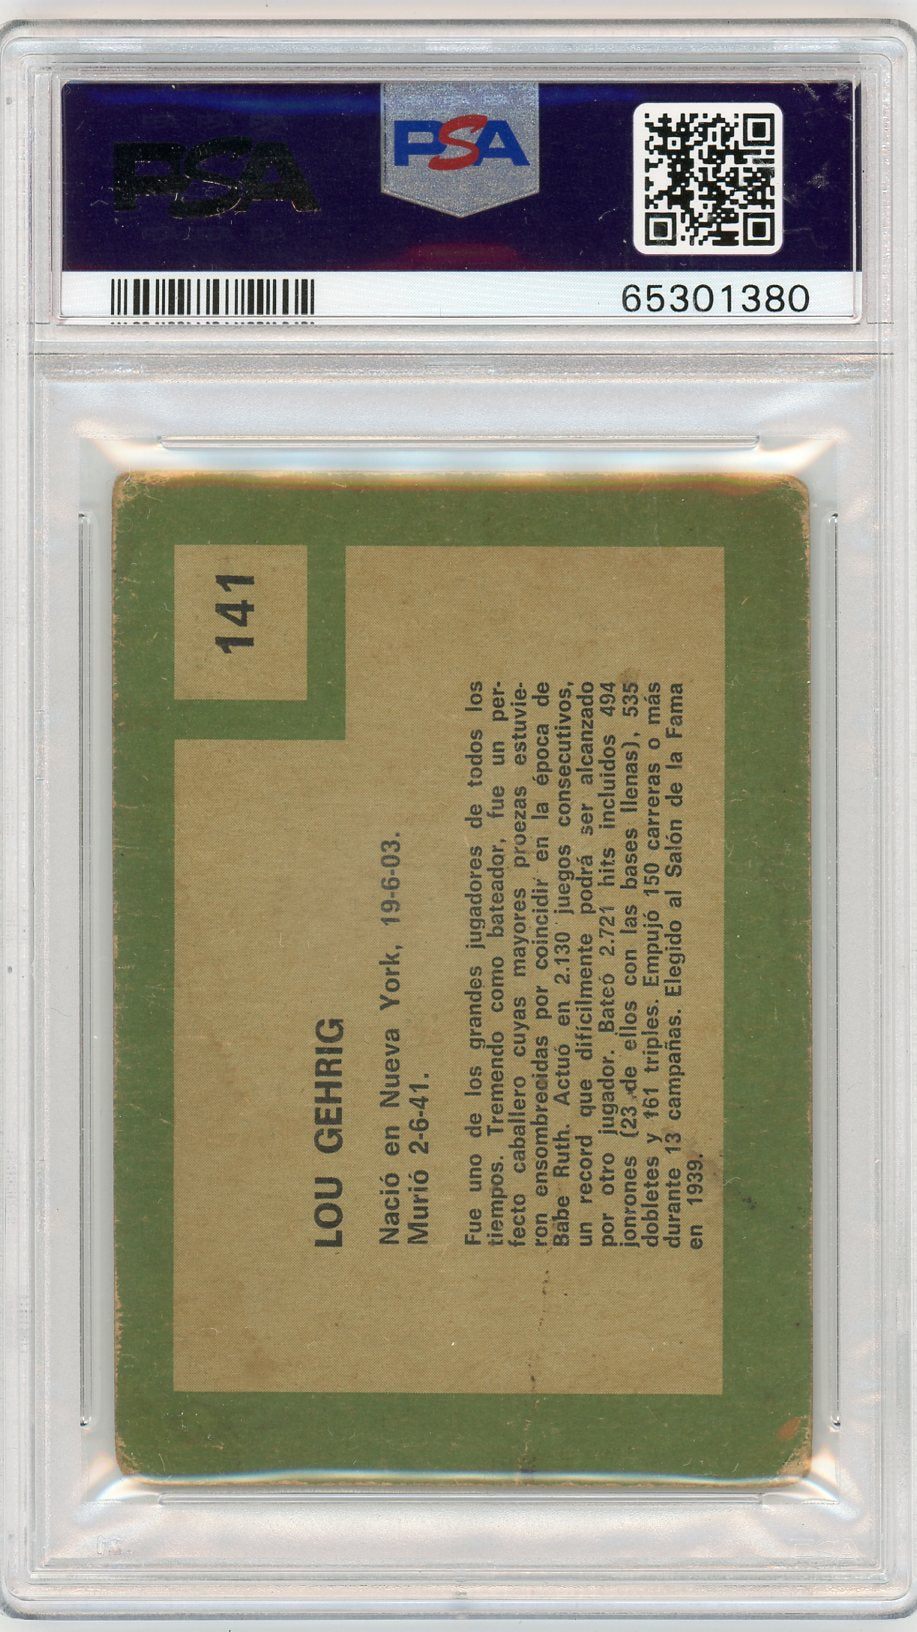 PSA
PSA
65301380
141
LOU GEHRIG
Nació en Nueva York, 19-6-03.
Murió 2-6-41.
Fue uno de los grandes jugadores de todos los
tiempos. Tremendo como bateador, fue un per-
fecto caballero cuyas mayores proezas estuvie-
ron ensombrecidas por coincidir en la época de
Babe Ruth. Actuó en 2.130 juegos consecutivos,
un record que difícilmente podrá ser alcanzado
por otro jugador. Bateó 2.721 hits incluidos 494
jonrones (23 de ellos con las bases llenas), 535
dobletes y 161 triples. Empujó 150 carreras o más
durante 13 campañas. Elegido al Salón de la Fama
en 1939.